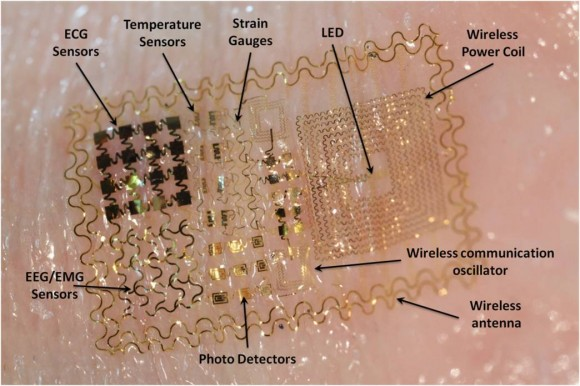 ECG
Sensors
Temperature
Sensors
Strain
Gauges
LED
Wireless
Power Coil
EEG/EMG
Sensors
Photo Detectors
Wireless communication
oscillator
Wireless
antenna